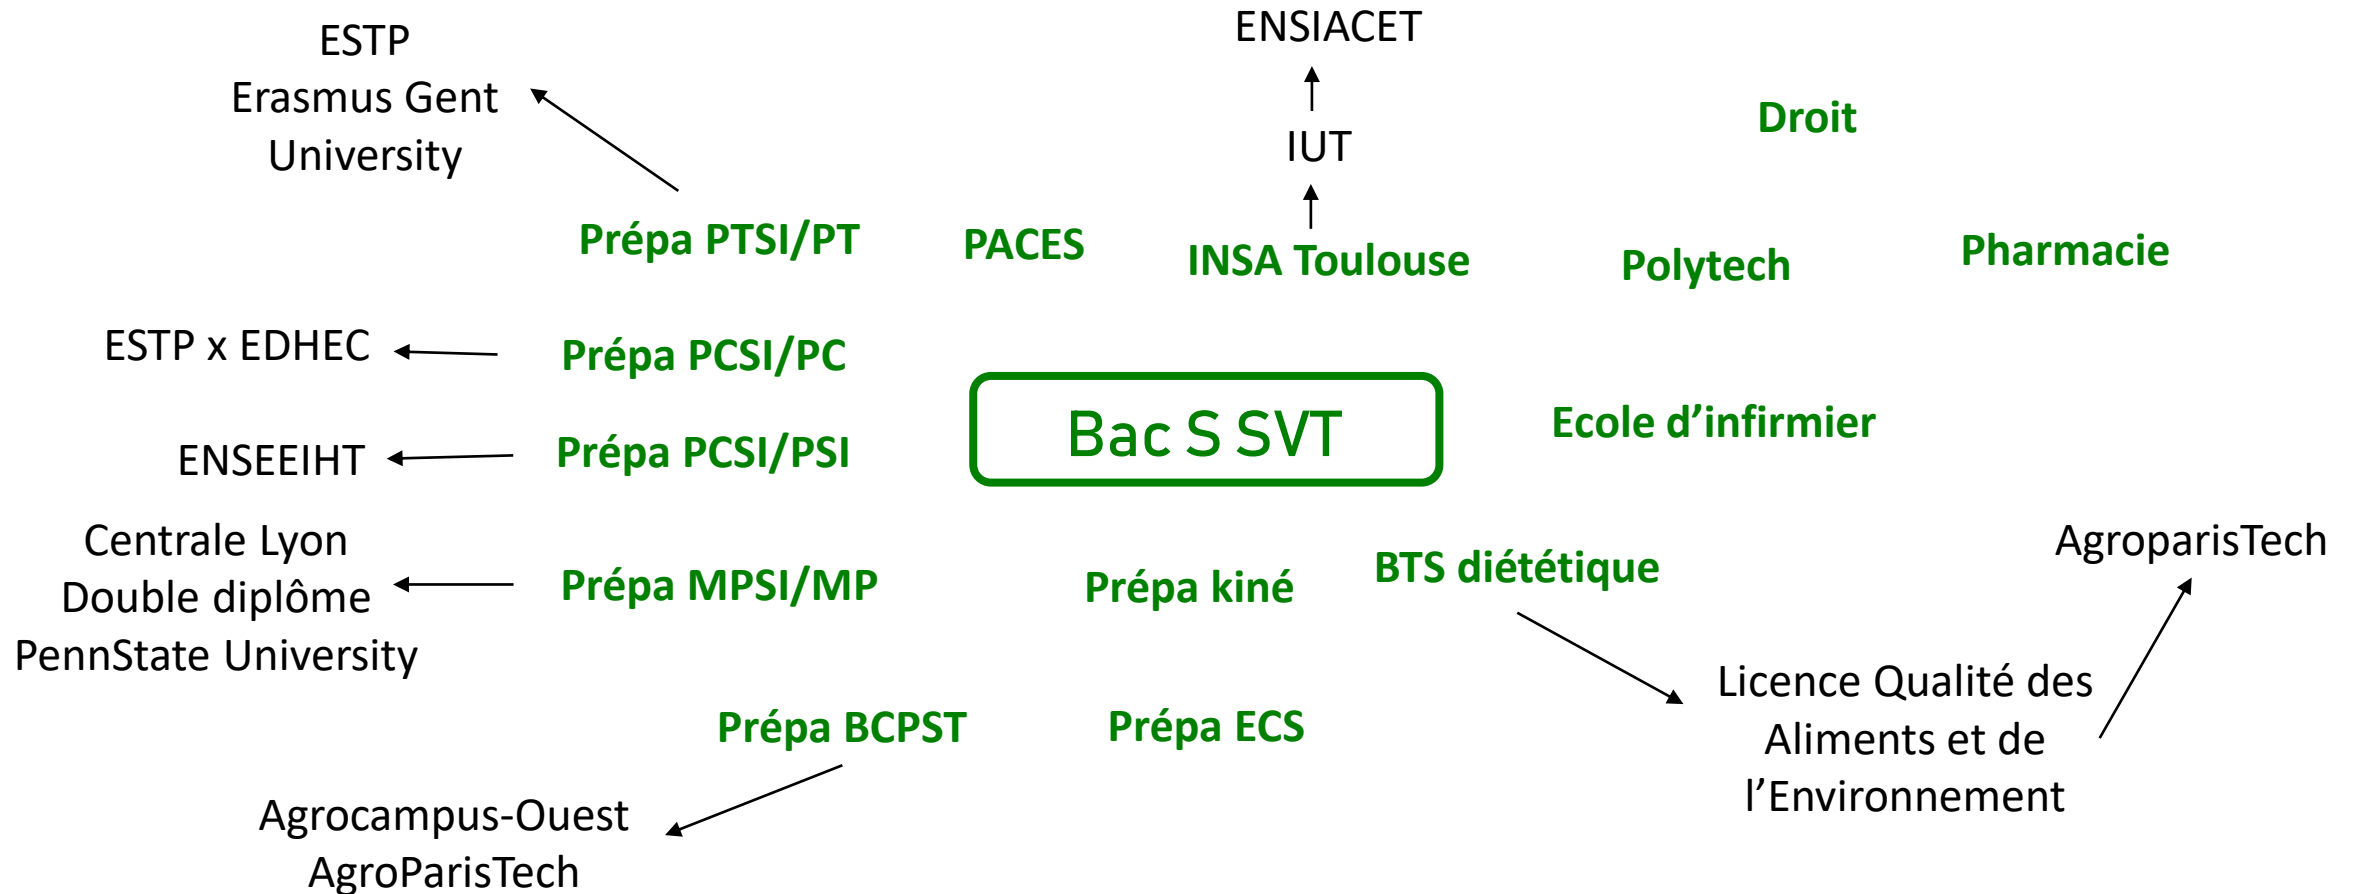 ESTP
Erasmus Gent
University
ENSIACET
IUT
Droit
Prépa PTSI/PT
PACES
INSA Toulouse
Polytech
Pharmacie
ESTP x EDHEC
Prépa PCSI/PC
Bac S SVT
Ecole d’infirmier
ENSEEIHT
Prépa PCSI/PSI
Centrale Lyon
Double diplôme
PennState University
Prépa MPSI/MP
Prépa kiné
BTS diététique
AgroparisTech
Licence Qualité des
Aliments et de
l’Environnement
Prépa BCPST
Prépa ECS
Agrocampus-Ouest
AgroParisTech